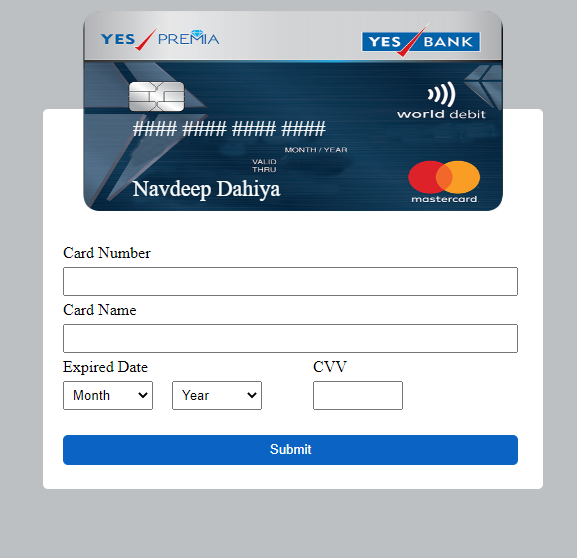 YES PREMIA
YES BANK
world debit
#### #### #### ####
MONTH / YEAR
VALID
THRU
Navdeep Dahiya
mastercard
Card Number
Card Name
Expired Date CVV
Month Year
Submit